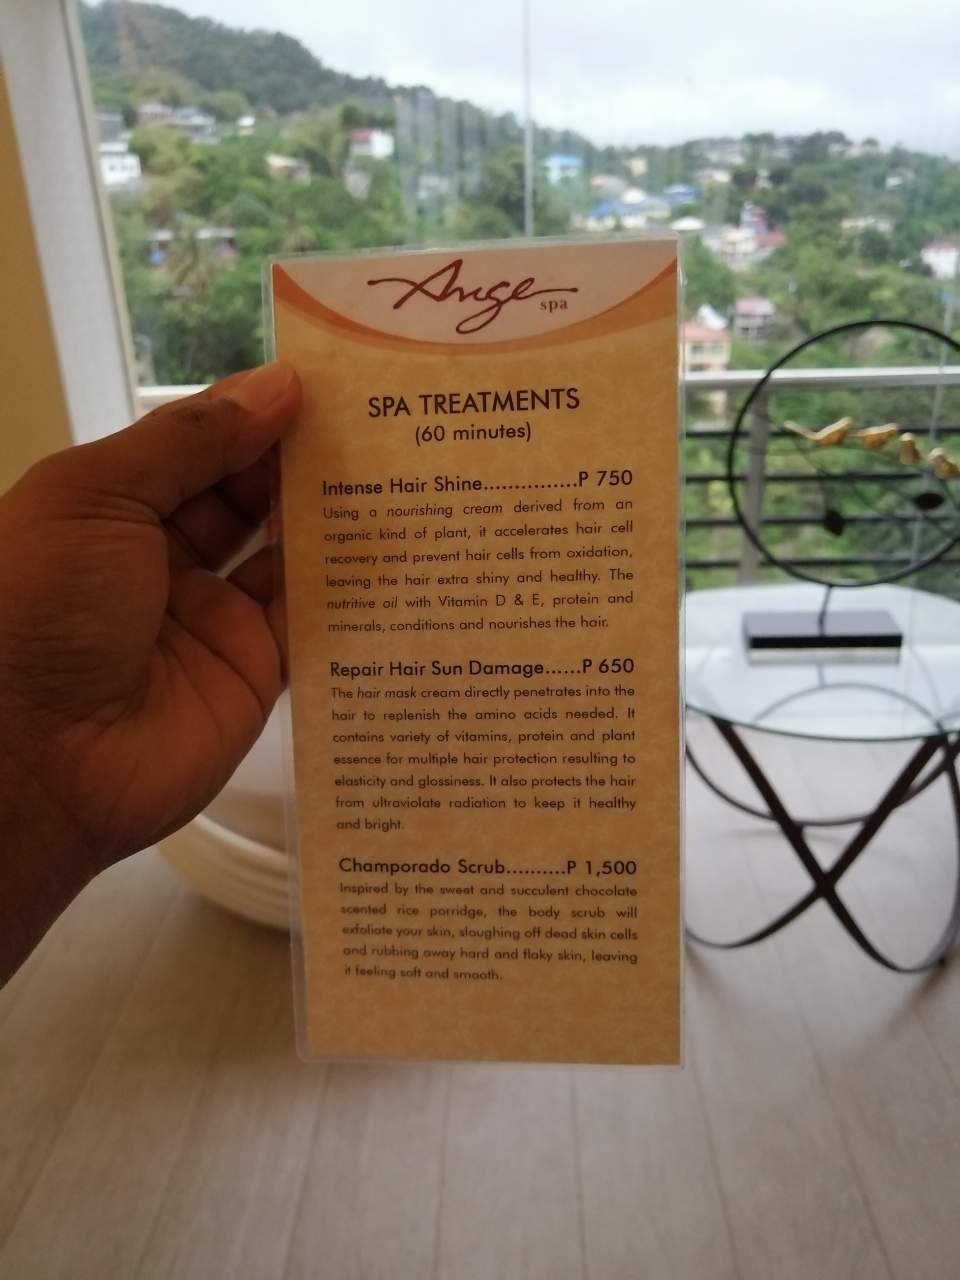 Ange
spa
SPA TREATMENTS
(60 minutes)
Intense Hair Shine...............P 750
Using a nourishing cream derived from an
organic kind of plant, it accelerates hair cell
recovery and prevent hair cells from oxidation,
leaving the hair extra shiny and healthy. The
nutritive oil with Vitamin D & E, protein and
minerals, conditions and nourishes the hair.
Repair Hair Sun Damage......P 650
The hair mask cream directly penetrates into the
hair to replenish the amino acids needed. It
contains variety of vitamins, protein and plant
essence for multiple hair protection resulting to
elasticity and glossiness. It also protects the hair
from ultraviolate radiation to keep it healthy
and bright.
Champorado Scrub..........P 1,500
Inspired by the sweet and succulent chocolate
scented rice porridge, the body scrub will
exfoliate your skin, sloughing off dead skin cells
and rubbing away hard and flaky skin, leaving
it feeling soft and smooth.